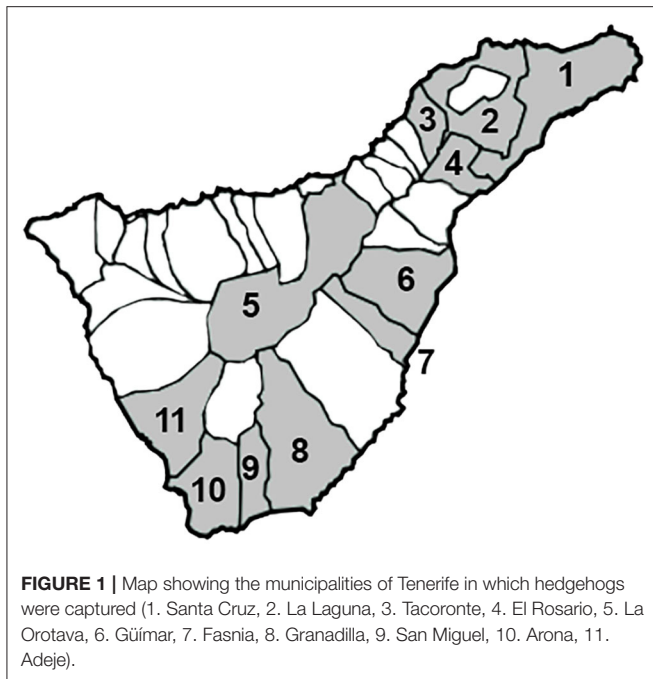 1
2
3
4
5
6
7
11
8
9
10
FIGURE 1 | Map showing the municipalities of Tenerife in which hedgehogs
were captured (1. Santa Cruz, 2. La Laguna, 3. Tacoronte, 4. El Rosario, 5. La
Orotava, 6. Güímar, 7. Fasnia, 8. Granadilla, 9. San Miguel, 10. Arona, 11.
Adeje).